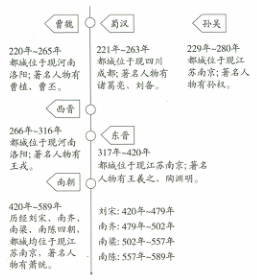 曹魏
蜀汉
孙吴
220年~265年
都城位于现河南
洛阳；著名人物有
曹植、曹丕。
221年~263年
都城位于现四川
成都；著名人物有
诸葛亮、刘备。
229年~280年
都城位于现江
苏南京；著名人
物有孙权。
西晋
266年~316年
都城位于现河南
洛阳；著名人物有
王戎。
东晋
317年~420年
都城位于现江苏南京；著名
人物有王羲之、陶渊明。
南朝
420年~589年
历经刘宋、南齐、
南梁、南陈四朝，
都城均位于现江
苏南京，著名人
物有萧统。
刘宋：420年~479年
南齐：479年~502年
南梁：502年~557年
南陈：557年~589年